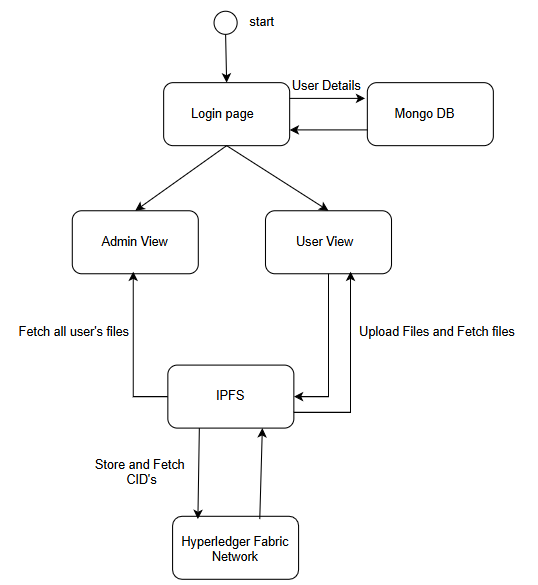 start
User Details
Login page
Mongo DB
Admin View
User View
Fetch all user's files
Upload Files and Fetch files
IPFS
Store and Fetch
CID's
Hyperledger Fabric
Network